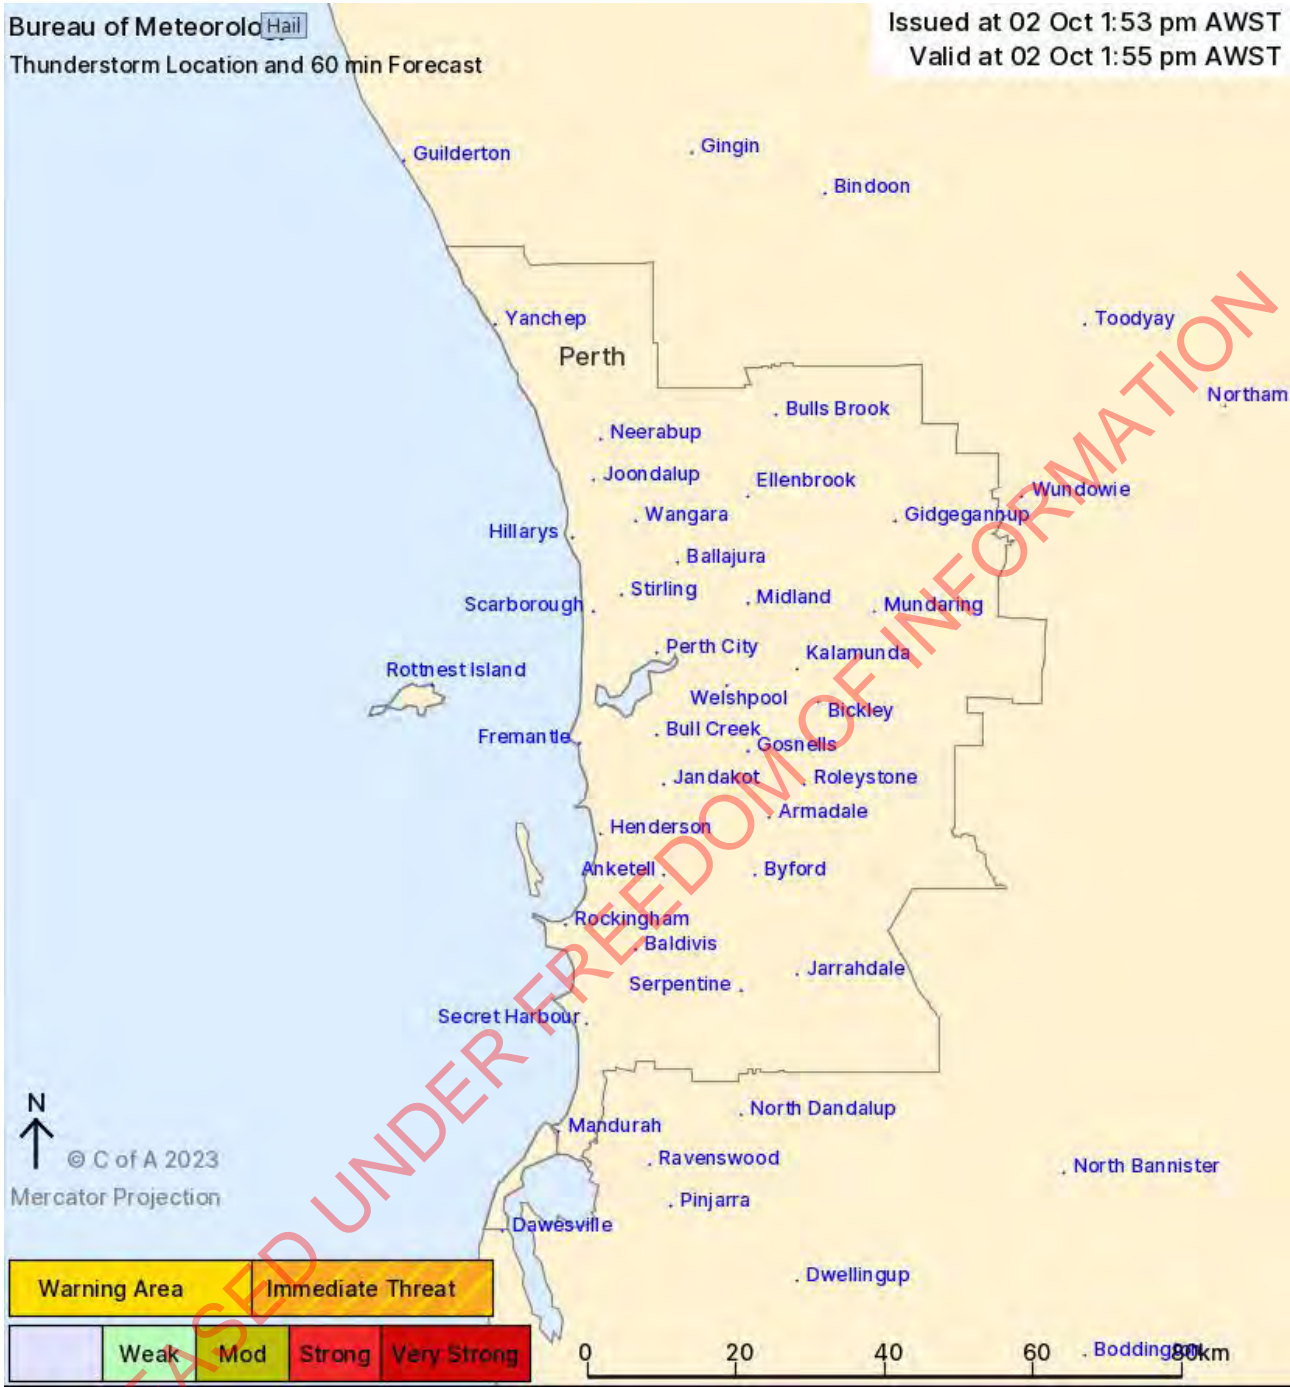 Bureau of Meteorolo
Hail
Issued at 02 Oct 1:53 pm AWST
Thunderstorm Location and 60 min Forecast
Valid at 02 Oct 1:55 pm AWST
Guilderton
Gingin
Bindoon
Yanchep
Toodyay
Perth
Northam
Bulls Brook
Neerabup
Joondalup
Ellenbrook
Wundowie
Wangara
Gidgegannup
Hillarys
Ballajura
Stirling
Midland
Scarborough
Mundaring
Perth City
Kalamunda
Rottnest Island
Welshpool
Bickley
Bull Creek
Fremantle
Gosnells
Jandakot
Roleystone
Armadale
Henderson
Anketell
Byford
Rockingham
Baldivis
Jarrahdale
Serpentine
Secret Harbour
N
North Dandalup
Mandurah
© C of A 2023
Ravenswood
North Bannister
Mercator Projection
Pinjarra
Dawesville
Dwellingup
Warning Area
Immediate Threat
Boddington
Weak
Mod
Strong
Very Strong
0
20
40
60
80km
EASED UNDER FREEDOM OF INFORMATION